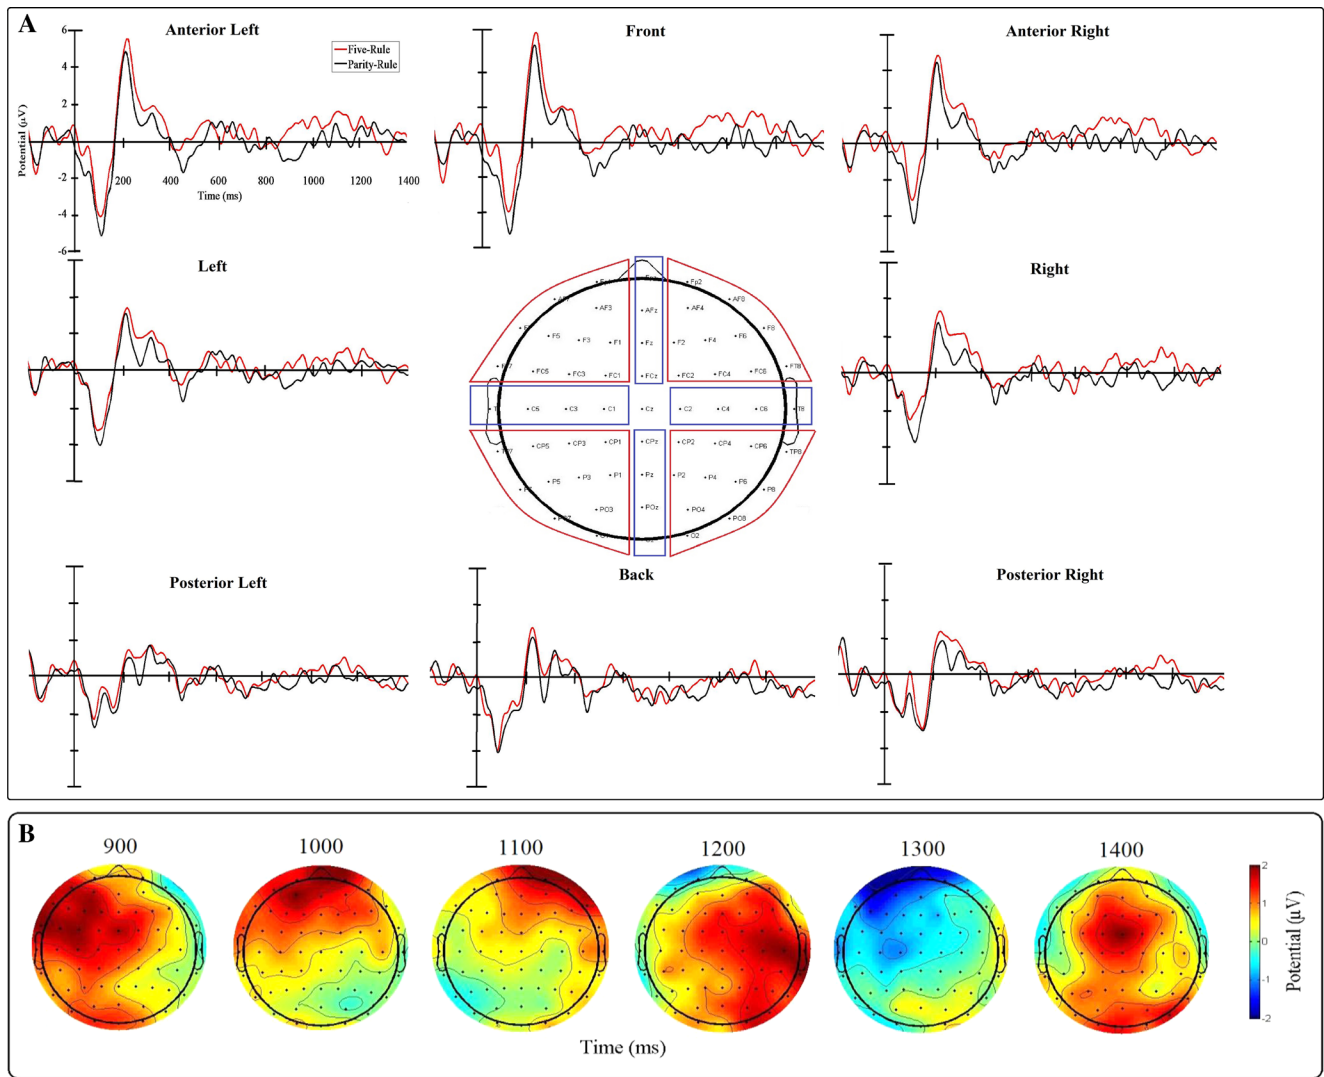 A
Anterior Left
Front
Anterior Right
Five-Rule
Parity-Rule
Potential (µV)
6
4
2
0
-2
-4
-6
200 400 600 800 1000 1200 1400
Time (ms)
Left
Right
Fp2
AF8
AF3 AFz AF4
F8
F5 F3 F1 Fz F2 F4 F6
FT8
FC5 FC3 FC1 FCz FC2 FC4 FC6
C5 C3 C1 Cz C2 C4 C6 T8
CP5 CP3 CP1 CPz CP2 CP4 CP6
TP7 TP8
P5 P3 P1 Pz P2 P4 P6
P8
PO3 POz PO4
PO7 PO8
O2
Posterior Left
Back
Posterior Right
B
900 1000 1100 1200 1300 1400
2
1
0
-1
-2
Potential (µV)
Time (ms)